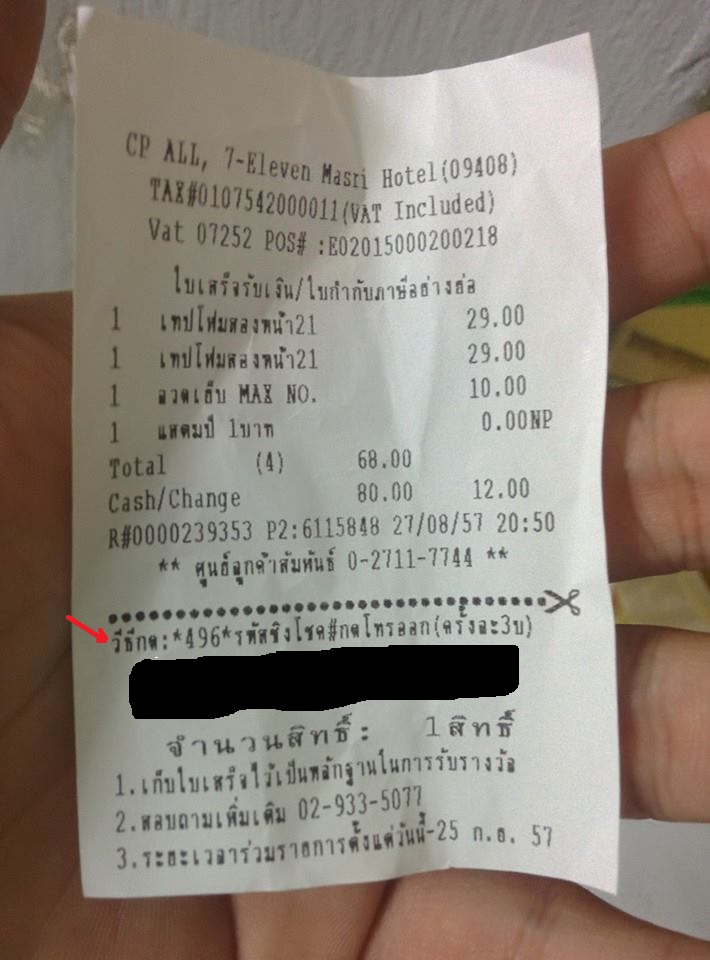 CP ALL, 7-Eleven Masri Hotel(09408)
TAX#0107542000011(VAT Included)
Vat 07252 POS# :E02015000200218
ใบเสร็จรับเงิน/ใบกำกับภาษีอย่างย่อ
1 เทปโฟมสองหน้า21 29.00
1 เทปโฟมสองหน้า21 29.00
1 ลวดเย็บ MAX NO. 10.00
1 แสตมป์ 1บาท 0.00NP
Total (4) 68.00
Cash/Change 80.00 12.00
R#0000239353 P2:6115848 27/08/57 20:50
** ศูนย์ลูกค้าสัมพันธ์ 0-2711-7744 **
วิธีกด:*496*รหัสชิงโชค#กดโทรออก(ครั้งละ3บ)
จำนวนสิทธิ์: 1สิทธิ์
1.เก็บใบเสร็จไว้เป็นหลักฐานในการรับรางวัล
2.สอบถามเพิ่มเติม 02-933-5077
3.ระยะเวลาร่วมรายการตั้งแต่วันนี้-25 ก.ย. 57